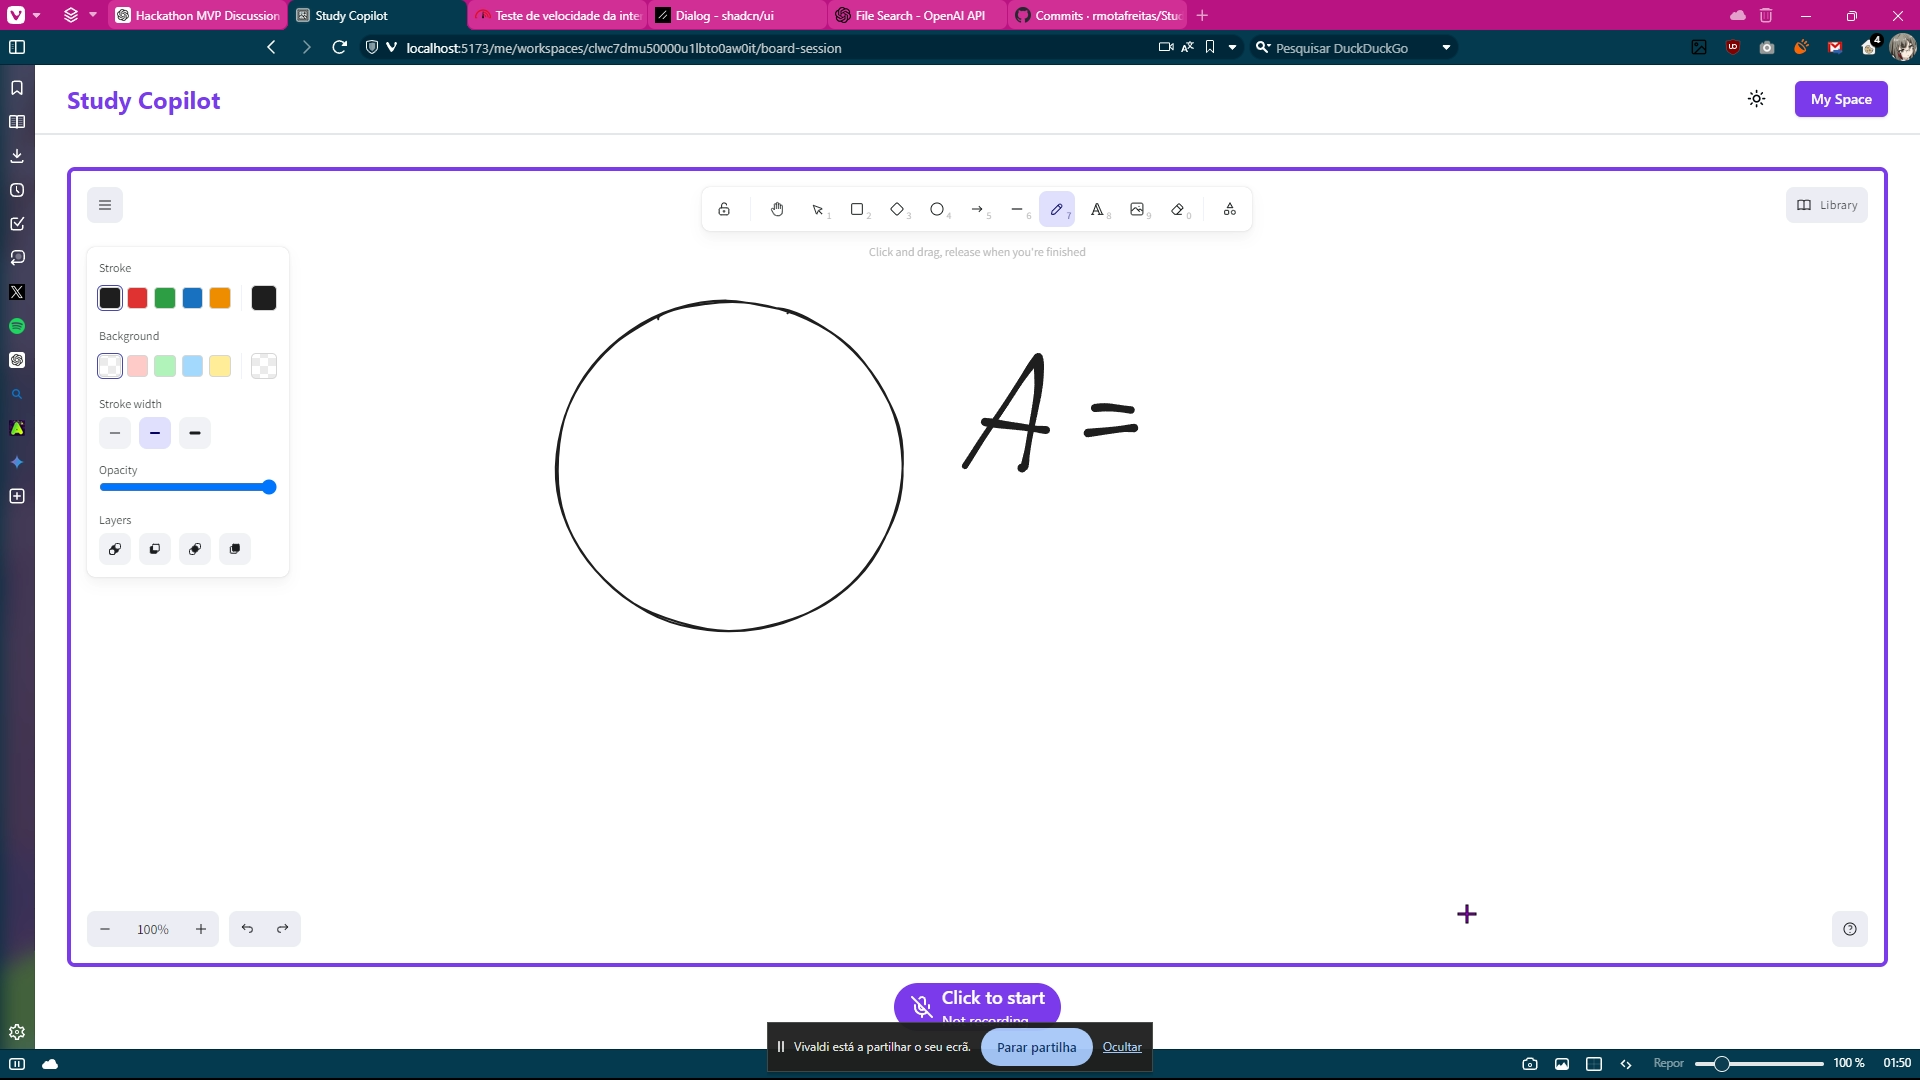 Hackathon MVP Discussion
Study Copilot
Teste de velocidade da inte
Dialog - shadcn/ui
File Search - OpenAI API
Commits · rmotafreitas/Stu
localhost:5173/me/workspaces/clwc7dmu50000u1lbto0aw0it/board-session
Pesquisar DuckDuckGo
4
Study Copilot
My Space
1
2
3
4
5
6
7
8
9
0
Library
Click and drag, release when you're finished
Stroke
Background
Stroke width
Opacity
Layers
A =
100%
Click to start
Not recording
Vivaldi está a partilhar o seu ecrã.
Parar partilha
Ocultar
Repor
100 %
01:50